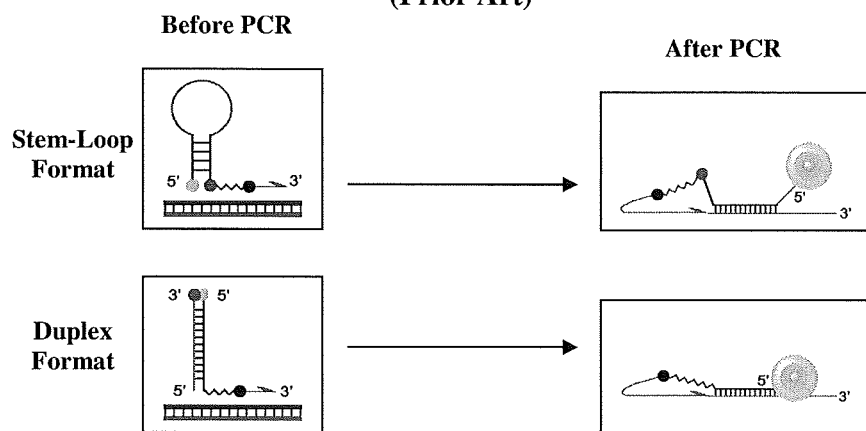 (Prior Art)
Before PCR
After PCR
Stem-Loop
Format
5'
3'
5'
3'
Duplex
Format
3'
5'
5'
3'
5'
3'